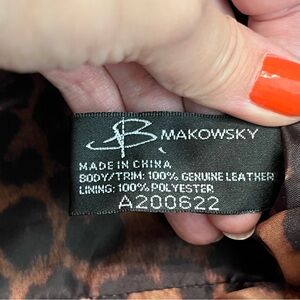 B MAKOWSKY
MADE IN CHINA
BODY/TRIM: 100% GENUINE LEATHER
LINING: 100% POLYESTER
A200622